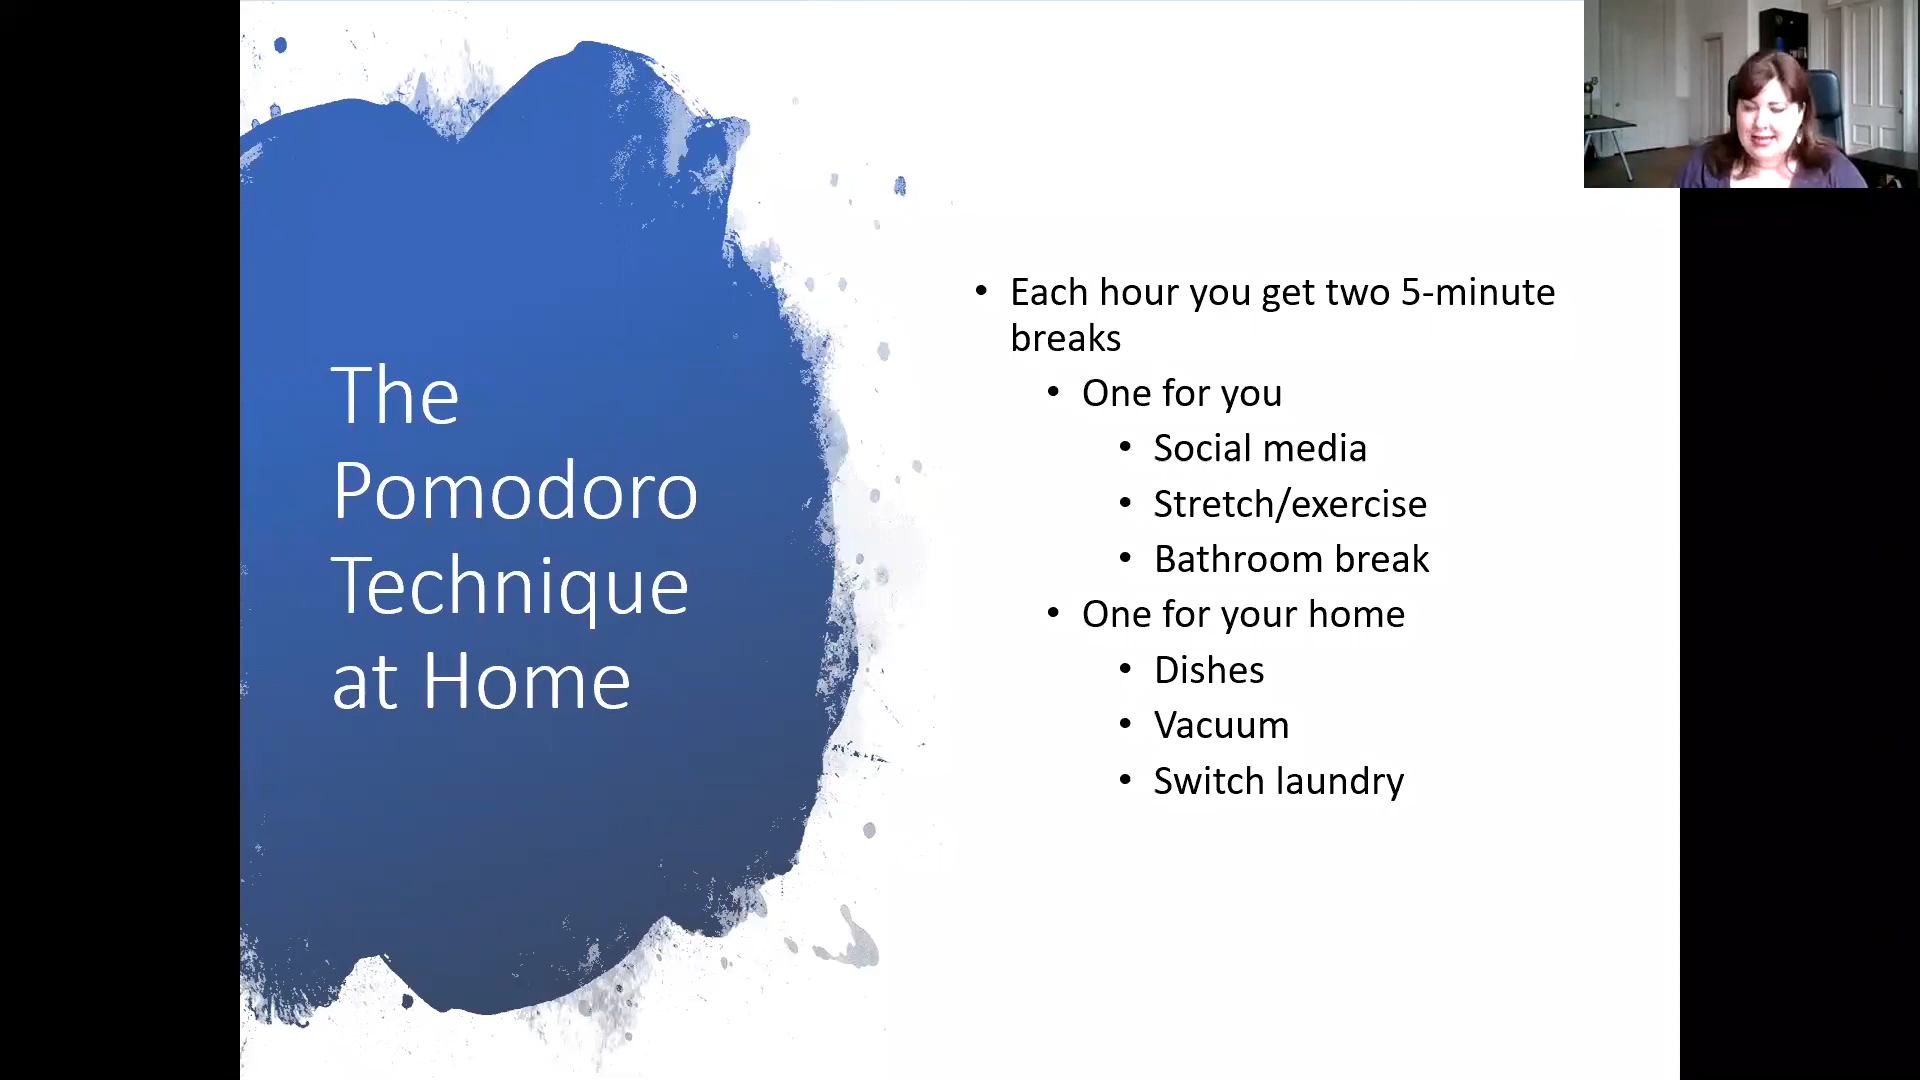 The
Pomodoro
Technique
at Home
• Each hour you get two 5-minute
breaks
• One for you
• Social media
• Stretch/exercise
• Bathroom break
• One for your home
• Dishes
• Vacuum
• Switch laundry